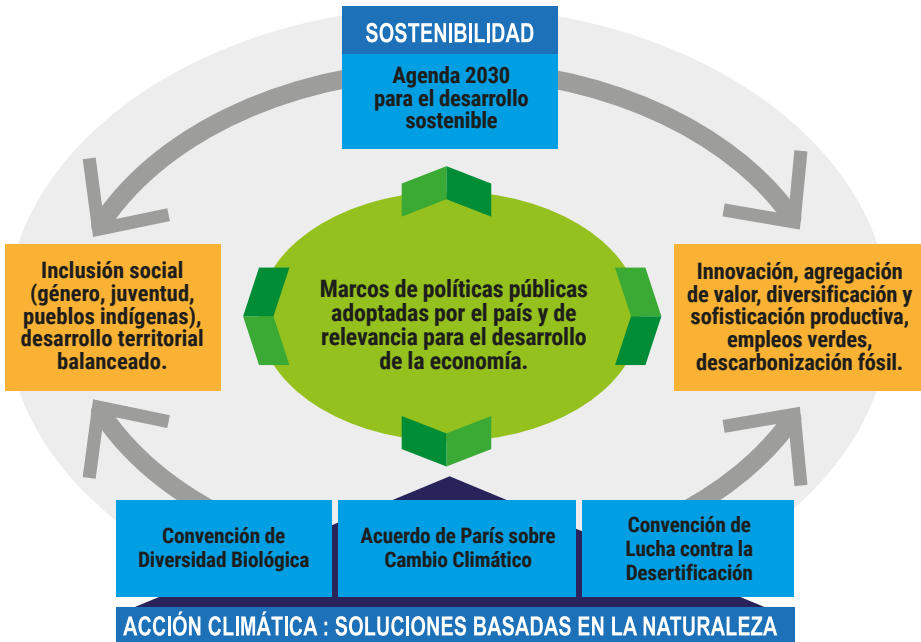 SOSTENIBILIDAD
Agenda 2030
para el desarrollo
sostenible
Inclusión social
(género, juventud,
pueblos indígenas),
desarrollo territorial
balanceado.
Marcos de políticas públicas
adoptadas por el país y de
relevancia para el desarrollo
de la economía.
Innovación, agregación
de valor, diversificación y
sofisticación productiva,
empleos verdes,
descarbonización fósil.
Convención de
Diversidad Biológica
Acuerdo de París sobre
Cambio Climático
Convención de
Lucha contra la
Desertificación
ACCIÓN CLIMÁTICA : SOLUCIONES BASADAS EN LA NATURALEZA